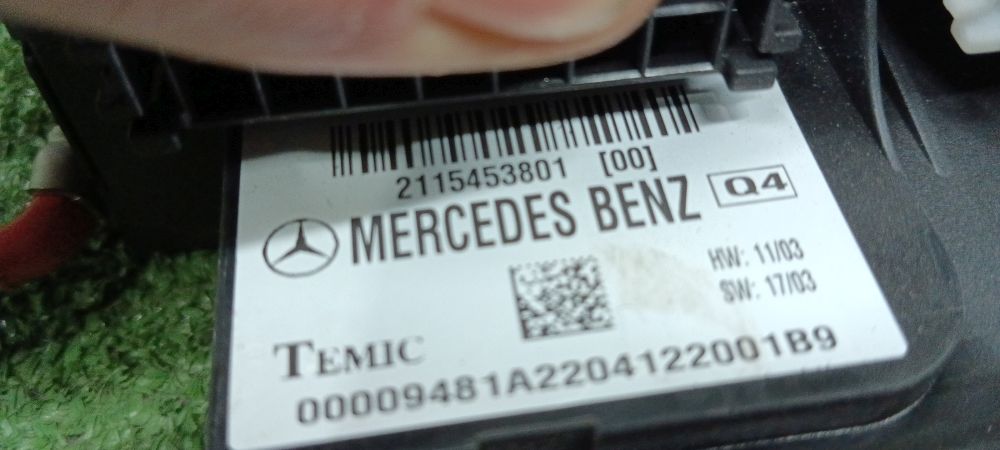 2115453801 [00]
MERCEDES BENZ Q4
HW: 11/03
SW: 17/03
TEMIC
00009481A2204122001B9